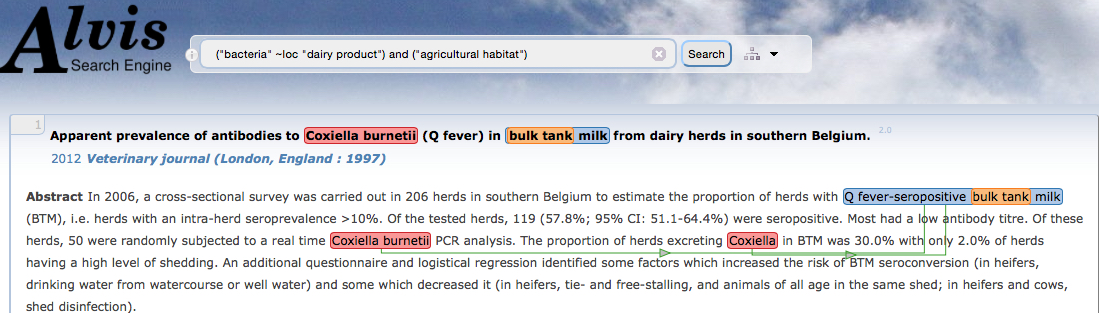 Alvis
Search Engine
("bacteria" ~loc "dairy product") and ("agricultural habitat")
Search
1
Apparent prevalence of antibodies to Coxiella burnetii (Q fever) in bulk tank milk from dairy herds in southern Belgium. 2.0
2012 Veterinary journal (London, England : 1997)
Abstract In 2006, a cross-sectional survey was carried out in 206 herds in southern Belgium to estimate the proportion of herds with Q fever-seropositive bulk tank milk
(BTM), i.e. herds with an intra-herd seroprevalence >10%. Of the tested herds, 119 (57.8%; 95% CI: 51.1-64.4%) were seropositive. Most had a low antibody titre. Of these
herds, 50 were randomly subjected to a real time Coxiella burnetii PCR analysis. The proportion of herds excreting Coxiella in BTM was 30.0% with only 2.0% of herds
having a high level of shedding. An additional questionnaire and logistical regression identified some factors which increased the risk of BTM seroconversion (in heifers,
drinking water from watercourse or well water) and some which decreased it (in heifers, tie- and free-stalling, and animals of all age in the same shed; in heifers and cows,
shed disinfection).